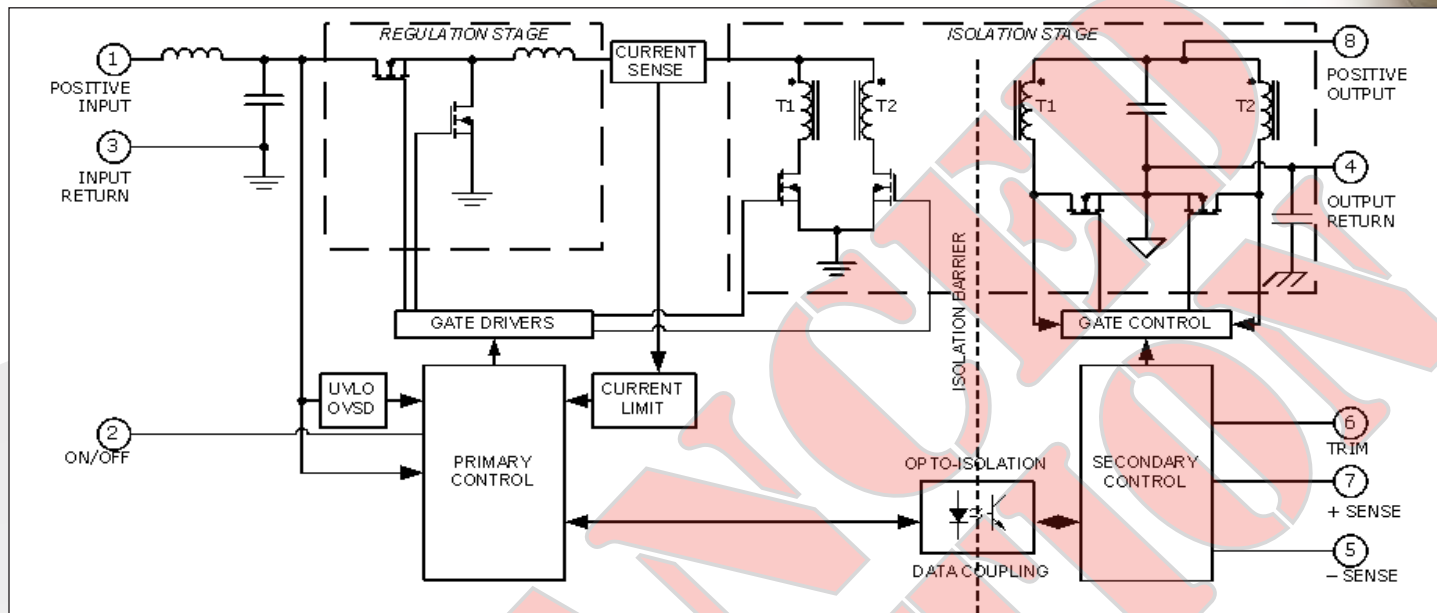 REGULATION STAGE
ISOLATION STAGE
1
POSITIVE
INPUT
CURRENT
SENSE
8
POSITIVE
OUTPUT
T1
T2
T1
T2
3
INPUT
RETURN
4
OUTPUT
RETURN
ISOLATION BARRIER
GATE DRIVERS
GATE CONTROL
UVLO
OVSD
CURRENT
LIMIT
2
ON/OFF
PRIMARY
CONTROL
OPTO-ISOLATION
DATA COUPLING
SECONDARY
CONTROL
6
TRIM
7
+ SENSE
5
– SENSE